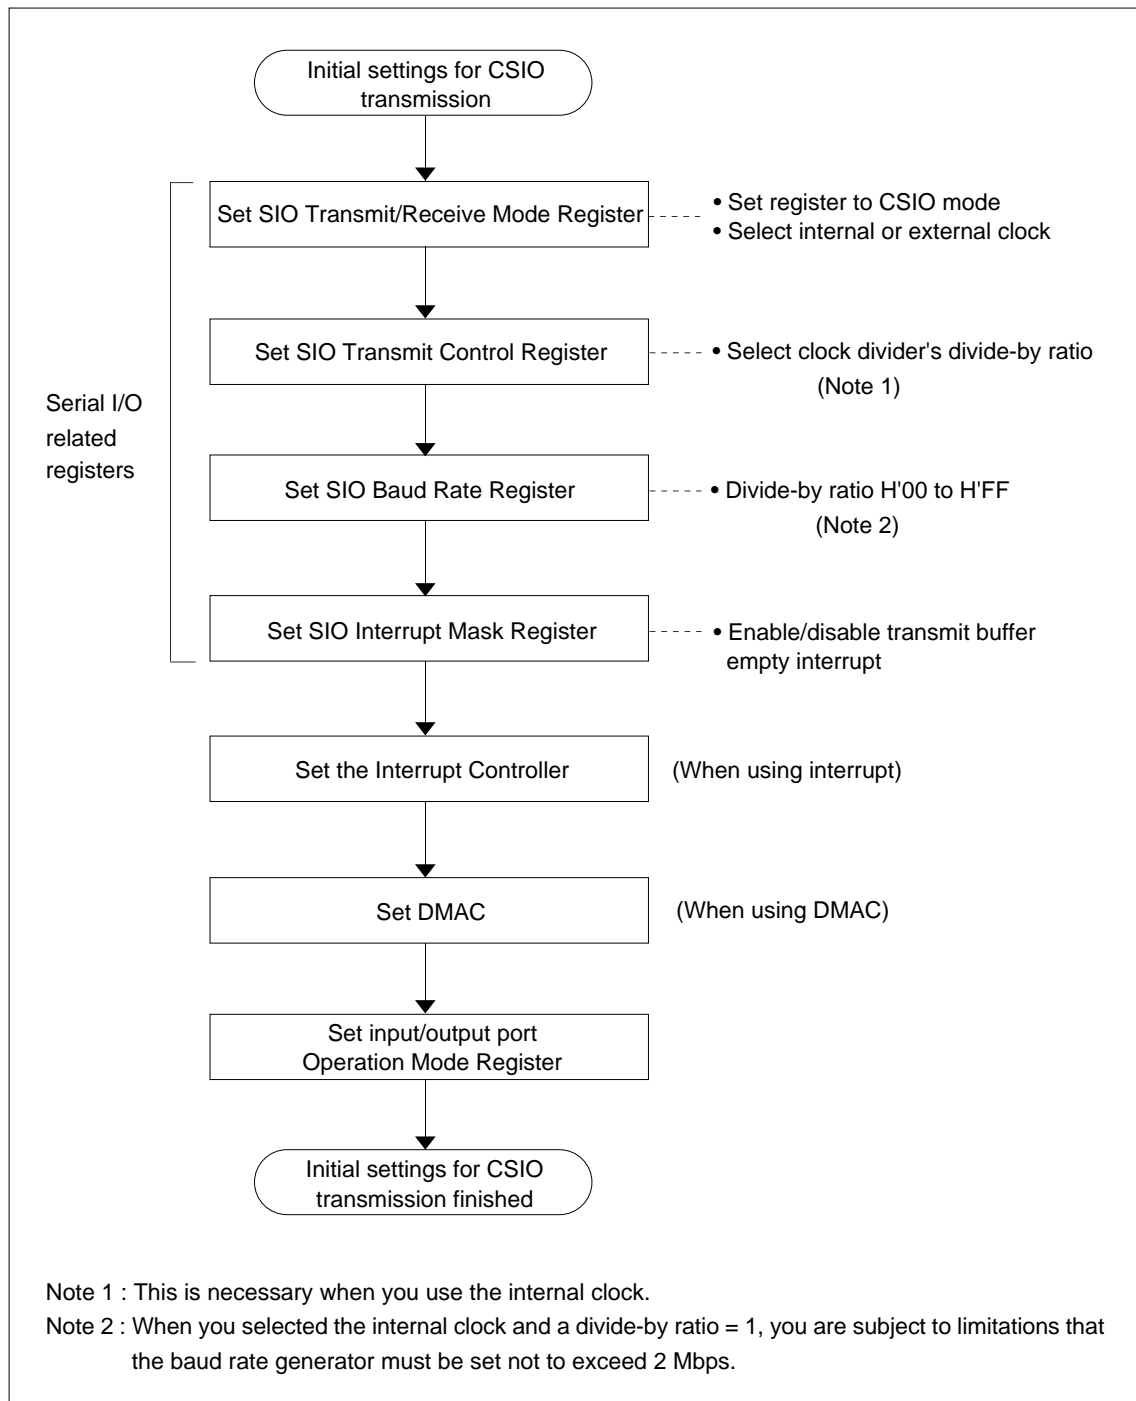 Initial settings for CSIO
transmission
Set SIO Transmit/Receive Mode Register
• Set register to CSIO mode
• Select internal or external clock
Set SIO Transmit Control Register
• Select clock divider's divide-by ratio
(Note 1)
Serial I/O
related
registers
Set SIO Baud Rate Register
• Divide-by ratio H'00 to H'FF
(Note 2)
Set SIO Interrupt Mask Register
• Enable/disable transmit buffer
empty interrupt
Set the Interrupt Controller
(When using interrupt)
Set DMAC
(When using DMAC)
Set input/output port
Operation Mode Register
Initial settings for CSIO
transmission finished
Note 1 : This is necessary when you use the internal clock.
Note 2 : When you selected the internal clock and a divide-by ratio = 1, you are subject to limitations that
the baud rate generator must be set not to exceed 2 Mbps.